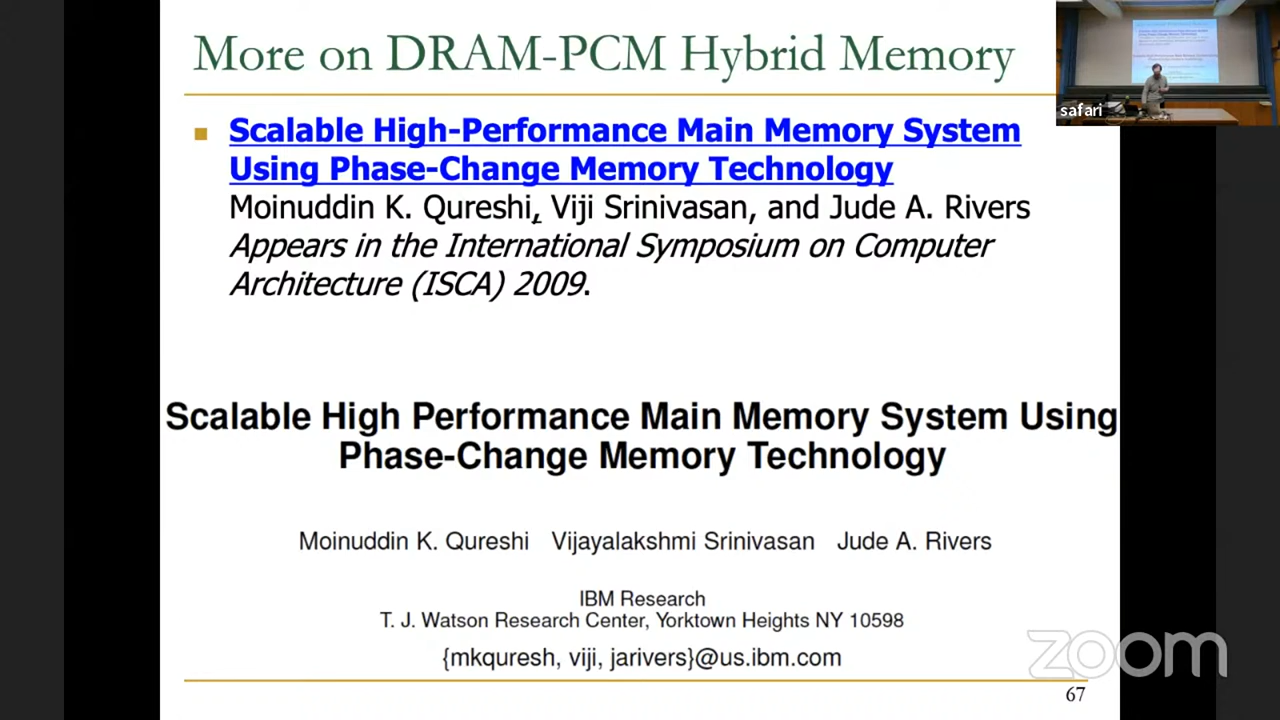 More on DRAM-PCM Hybrid Memory
safari
Scalable High-Performance Main Memory System
Using Phase-Change Memory Technology
Moinuddin K. Qureshi, Viji Srinivasan, and Jude A. Rivers
Appears in the International Symposium on Computer
Architecture (ISCA) 2009.
Scalable High Performance Main Memory System Using
Phase-Change Memory Technology
Moinuddin K. Qureshi Vijayalakshmi Srinivasan Jude A. Rivers
IBM Research
T. J. Watson Research Center, Yorktown Heights NY 10598
{mkquresh, viji, jarivers}@us.ibm.com
zoom
67